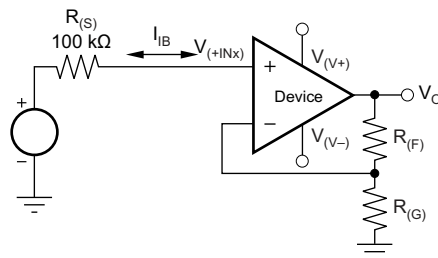 R(S)
100 kΩ
IIB
V(+INx)
+
−
+
−
Device
V(V+)
V(V−)
VO
R(F)
R(G)